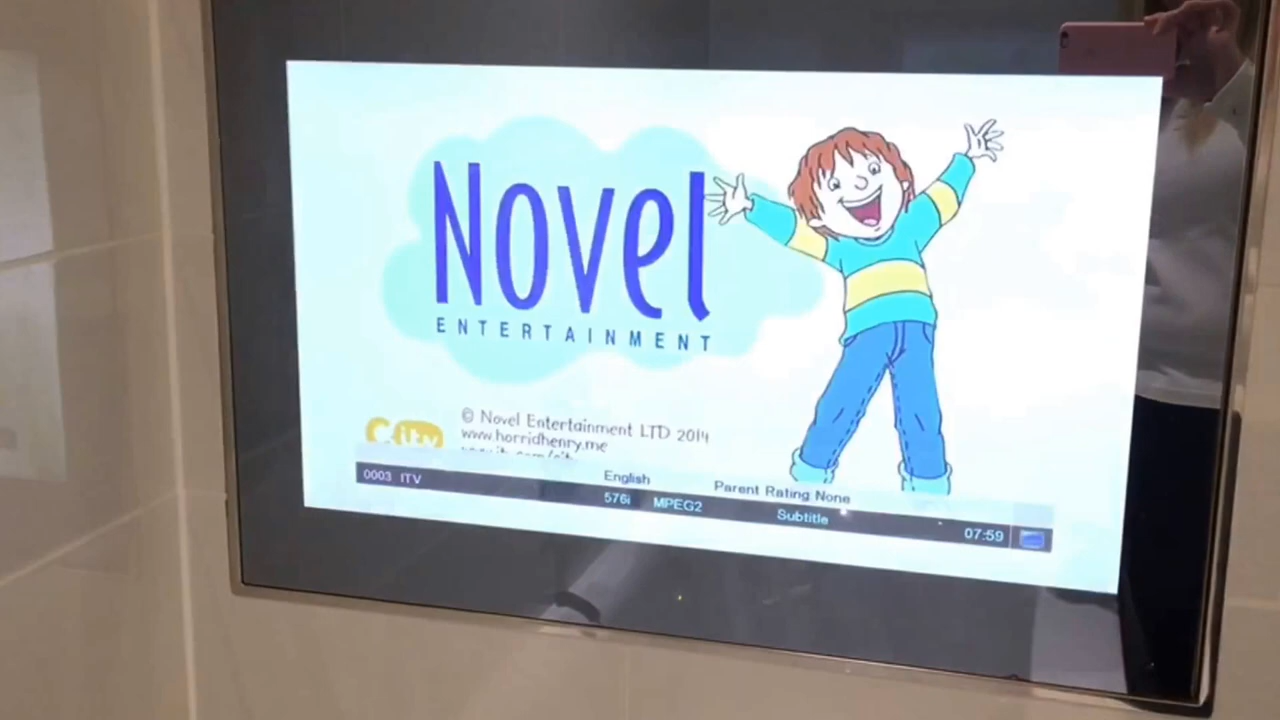 Novel
ENTERTAINMENT
© Novel Entertainment LTD 2014
www.horridhenry.me
citv
0003 ITV
English
Parent Rating None
576i MPEG2
Subtitle
07:59